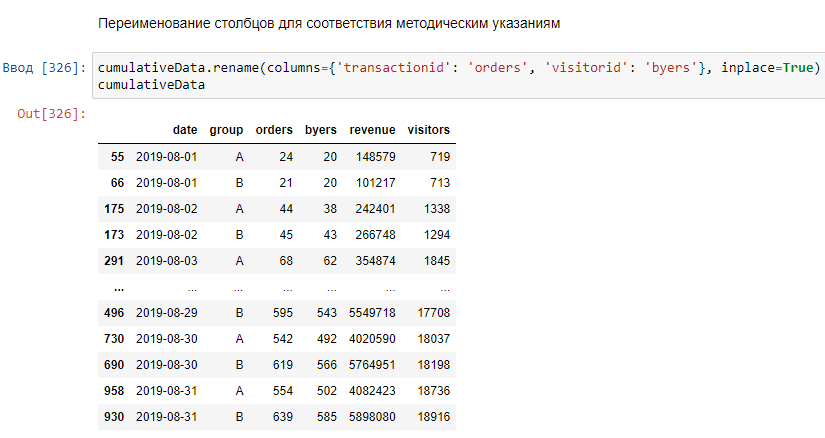 Переименование столбцов для соответствия методическим указаниям
Ввод [326]: cumulativeData.rename(columns={'transactionid': 'orders', 'visitorid': 'byers'}, inplace=True)
cumulativeData
Out[326]:
date group orders byers revenue visitors
55 2019-08-01 A 24 20 148579 719
66 2019-08-01 B 21 20 101217 713
175 2019-08-02 A 44 38 242401 1338
173 2019-08-02 B 45 43 266748 1294
291 2019-08-03 A 68 62 354874 1845
... ... ... ... ... ... ...
496 2019-08-29 B 595 543 5549718 17708
730 2019-08-30 A 542 492 4020590 18037
690 2019-08-30 B 619 566 5764951 18198
958 2019-08-31 A 554 502 4082423 18736
930 2019-08-31 B 639 585 5898080 18916